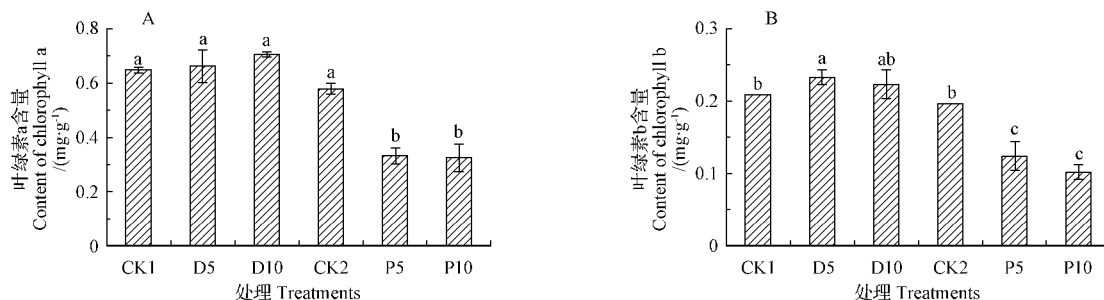 A
叶绿素a含量
Content of chlorophyll a
/(mg·g⁻¹)
0.8
0.6
0.4
0.2
0
a
a
a
a
b
b
CK1 D5 D10 CK2 P5 P10
处理 Treatments
B
叶绿素b含量
Content of chlorophyll b
/(mg·g⁻¹)
0.3
0.2
0.1
0
b
a
ab
b
c
c
CK1 D5 D10 CK2 P5 P10
处理 Treatments